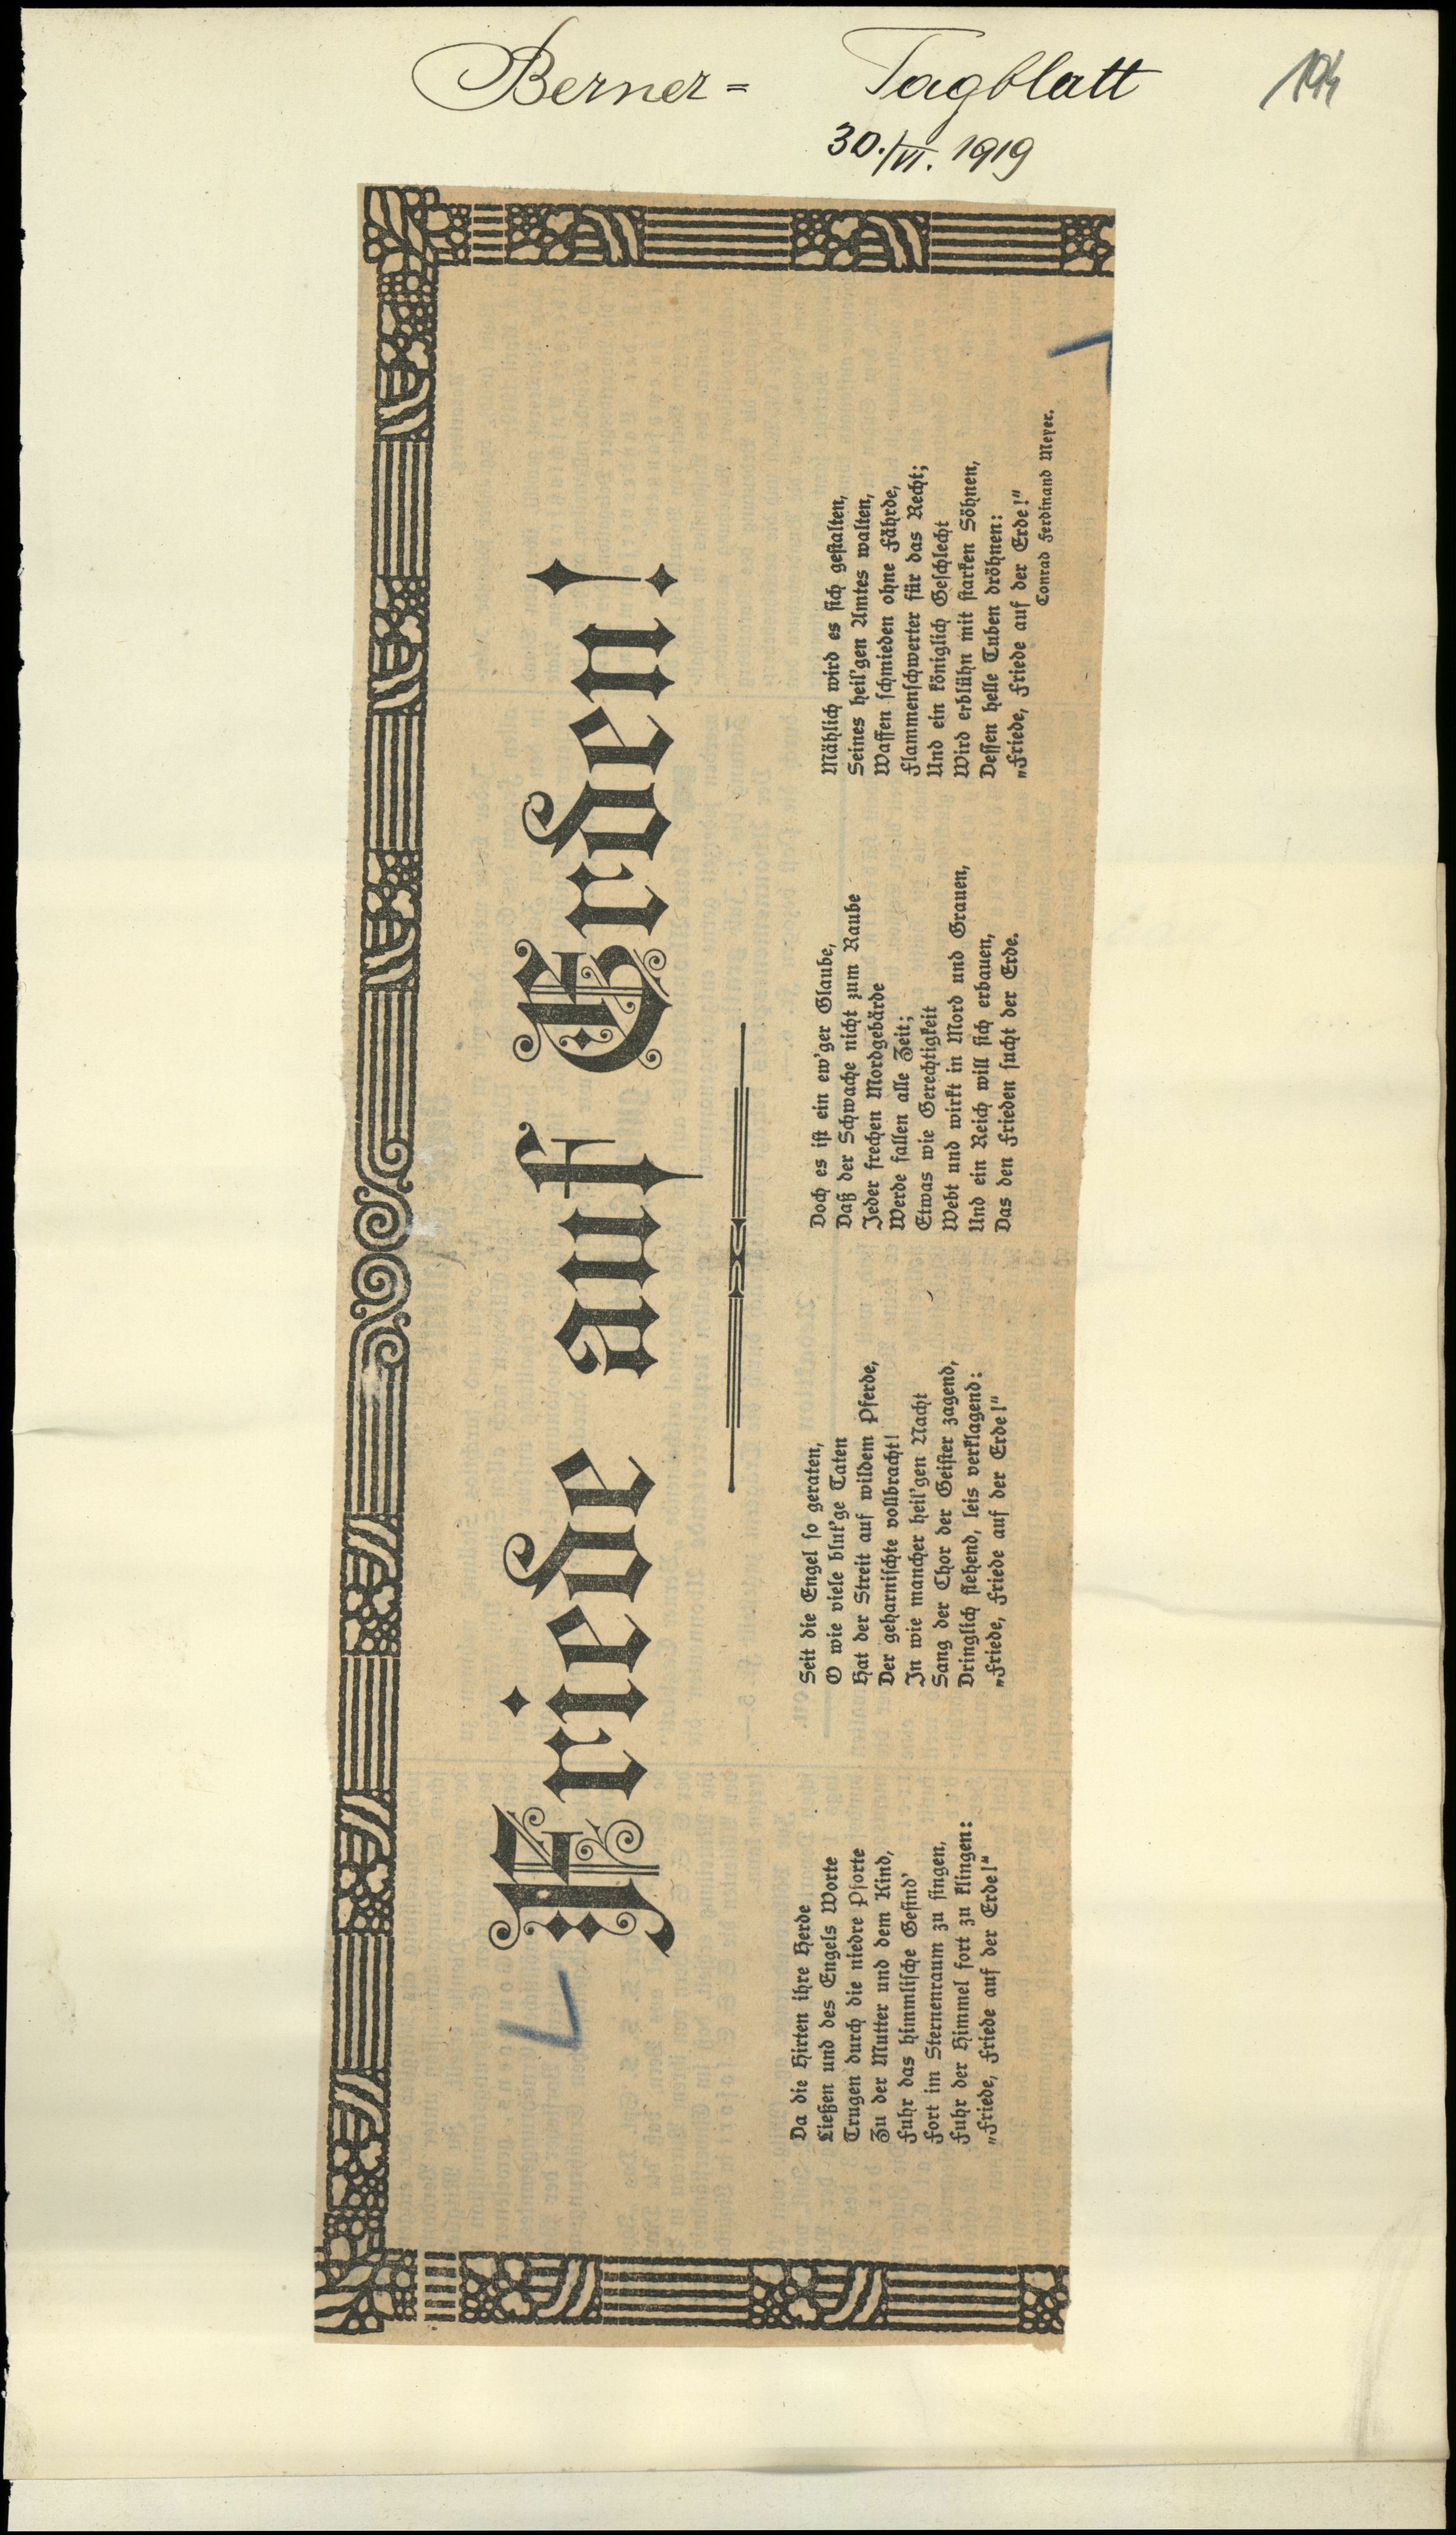 Berner= Tagblatt
194
30./VI. 1919
Friede auf Erden!
Da die Hirten ihre Herde
Ließen und des Engels Worte
Trugen durch die niedre Pforte
Zu der Mutter und dem Kind,
Fuhr das himmlische Gesind'
Fort im Sternenraum zu singen,
Fuhr der Himmel fort zu klingen:
„Friede, Friede auf der Erde!"
Seit die Engel so geraten,
O wie viele blut'ge Taten
Hat der Streit auf wildem Pferde,
Der geharnischte vollbracht!
In wie mancher heil'gen Nacht
Sang der Chor der Geister zagend,
Dringlich flehend, leis verklagend:
„Friede, Friede auf der Erde!"
Doch es ist ein ew'ger Glaube,
Daß der Schwache nicht zum Raube
Jeder frechen Mordgebärde
Werde fallen alle Zeit;
Etwas wie Gerechtigkeit
Webt und wirkt in Mord und Grauen,
Und ein Reich will sich erbauen,
Das den Frieden sucht der Erde.
Mählich wird es sich gestalten,
Seines heil'gen Amtes walten,
Waffen schmieden ohne Fährde,
Flammenschwerter für das Recht;
Und ein königlich Geschlecht
Wird erblühn mit starken Söhnen,
Dessen helle Tuben dröhnen:
„Friede, Friede auf der Erde!"
Conrad Ferdinand Meyer.